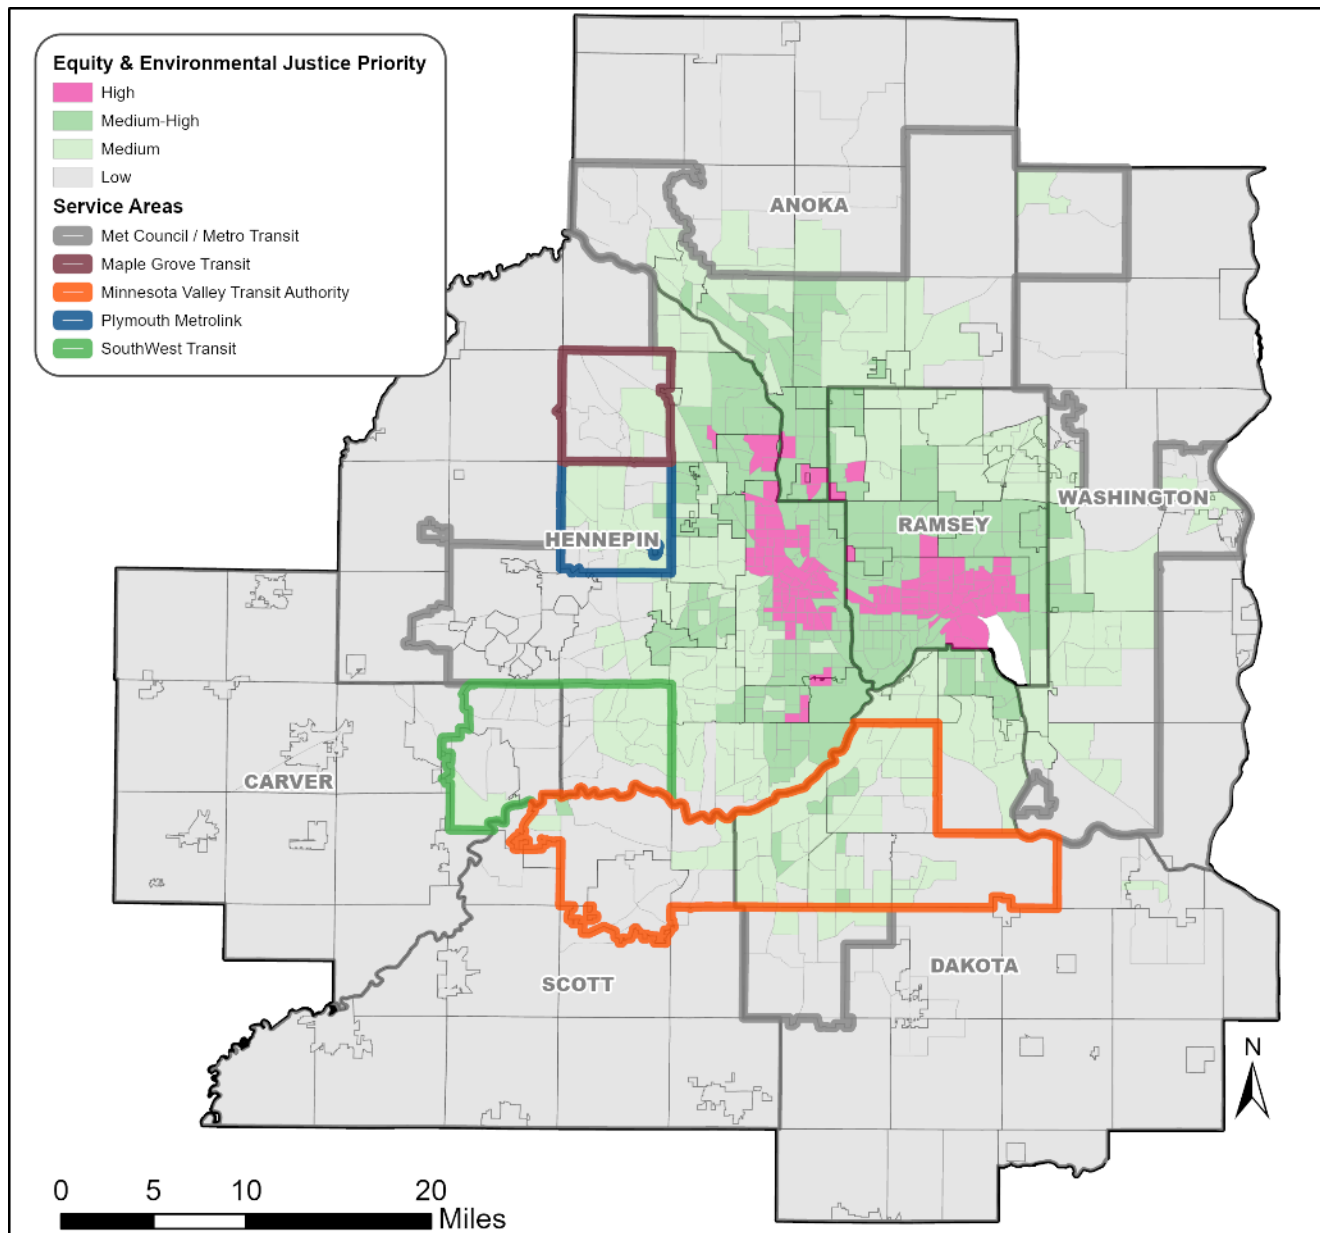 Equity & Environmental Justice Priority
High
Medium-High
Medium
Low
Service Areas
Met Council / Metro Transit
Maple Grove Transit
Minnesota Valley Transit Authority
Plymouth Metrolink
SouthWest Transit
ANOKA
WASHINGTON
RAMSEY
HENNEPIN
CARVER
DAKOTA
SCOTT
N
0 5 10 20
Miles